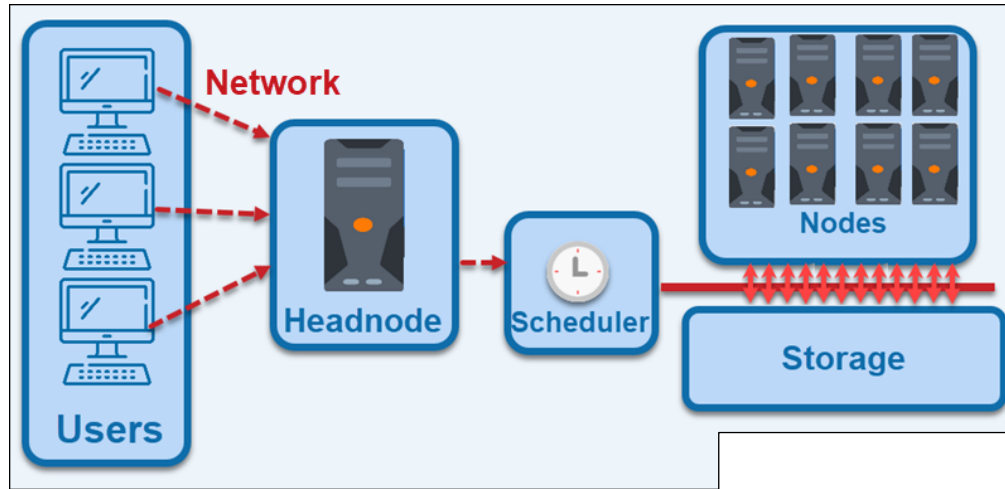 Network
Users
Headnode
Scheduler
Nodes
Storage